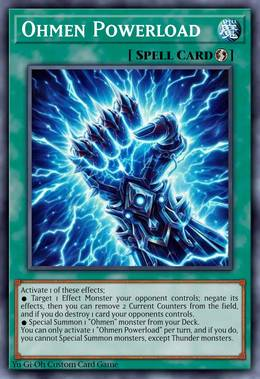 Ohmen Powerload
魔
[ Spell Card ]
Activate 1 of these effects;
● Target 1 Effect Monster your opponent controls; negate its
effects, then you can remove 2 Current Counters from the field,
and if you do destroy 1 card your opponents controls.
● Special Summon 1 "Ohmen" monster from your Deck.
You can only activate 1 "Ohmen Powerload" per turn, and if you do,
you cannot Special Summon monsters, except Thunder monsters.
Yu Gi Oh Custom Card Game